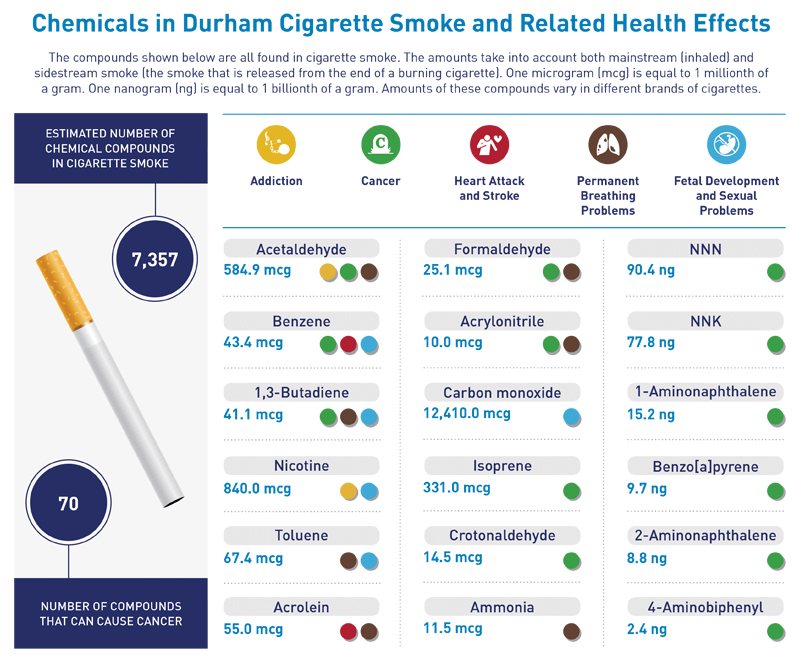 Chemicals in Durham Cigarette Smoke and Related Health Effects
The compounds shown below are all found in cigarette smoke. The amounts take into account both mainstream (inhaled) and
sidestream smoke (the smoke that is released from the end of a burning cigarette). One microgram (mcg) is equal to 1 millionth of
a gram. One nanogram (ng) is equal to 1 billionth of a gram. Amounts of these compounds vary in different brands of cigarettes.
ESTIMATED NUMBER OF
CHEMICAL COMPOUNDS
IN CIGARETTE SMOKE
7,357
70
NUMBER OF COMPOUNDS
THAT CAN CAUSE CANCER
Addiction
C
Cancer
Heart Attack
and Stroke
Permanent
Breathing
Problems
Fetal Development
and Sexual
Problems
Acetaldehyde
584.9 mcg
Benzene
43.4 mcg
1,3-Butadiene
41.1 mcg
Nicotine
840.0 mcg
Toluene
67.4 mcg
Acrolein
55.0 mcg
Formaldehyde
25.1 mcg
Acrylonitrile
10.0 mcg
Carbon monoxide
12,410.0 mcg
Isoprene
331.0 mcg
Crotonaldehyde
14.5 mcg
Ammonia
11.5 mcg
NNN
90.4 ng
NNK
77.8 ng
1-Aminonaphthalene
15.2 ng
Benzo[a]pyrene
9.7 ng
2-Aminonaphthalene
8.8 ng
4-Aminobiphenyl
2.4 ng